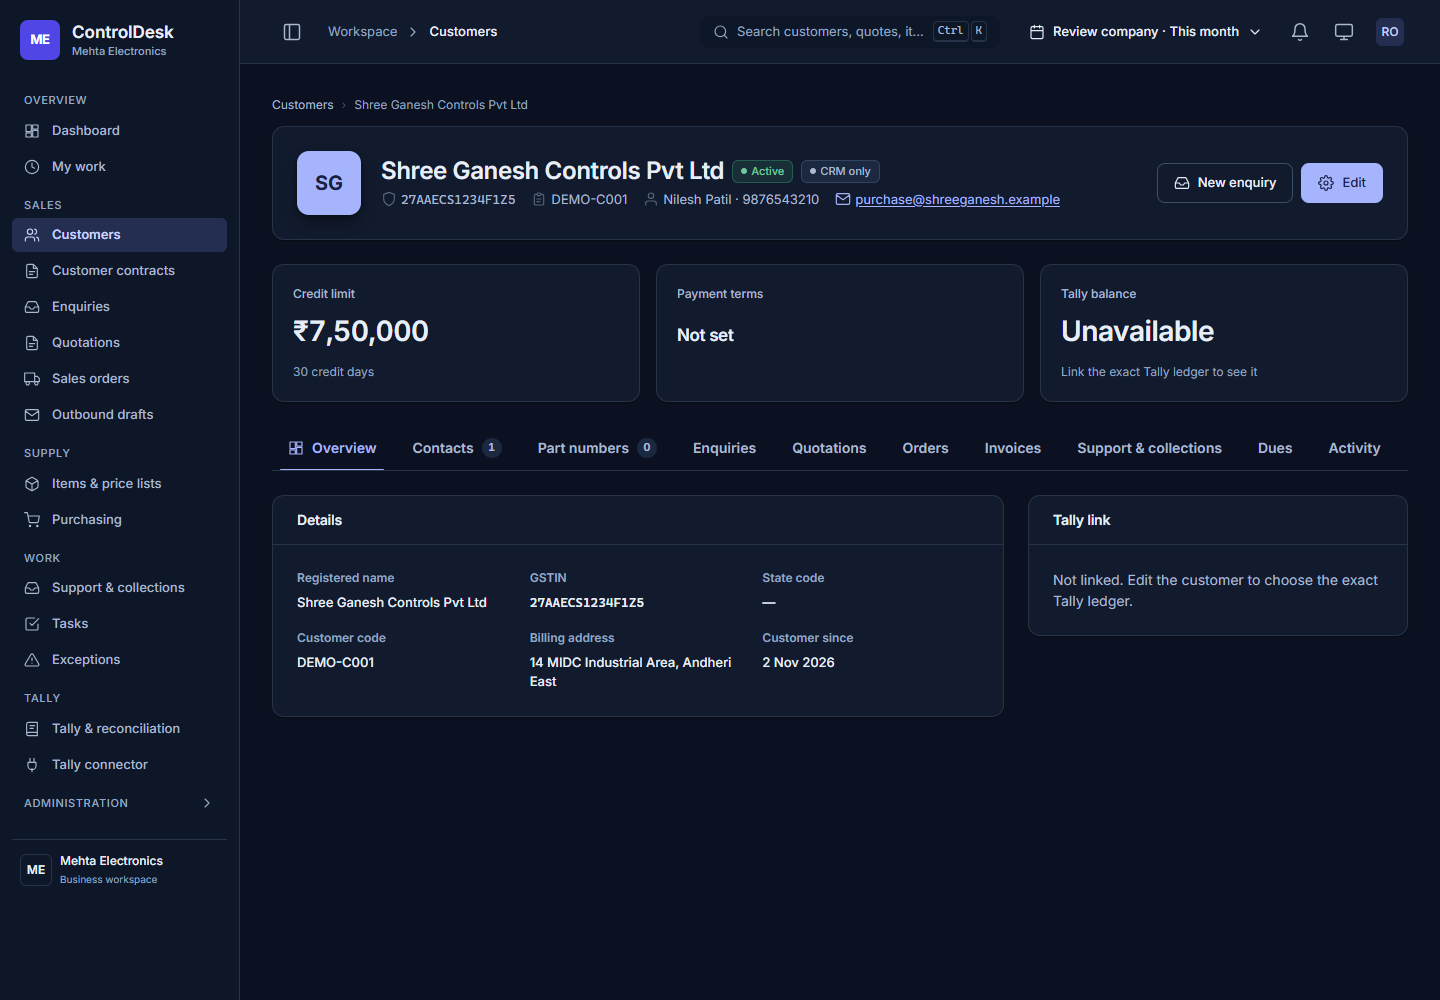 ME
ControlDesk
Mehta Electronics
OVERVIEW
Dashboard
My work
SALES
Customers
Customer contracts
Enquiries
Quotations
Sales orders
Outbound drafts
SUPPLY
Items & price lists
Purchasing
WORK
Support & collections
Tasks
Exceptions
TALLY
Tally & reconciliation
Tally connector
ADMINISTRATION
ME
Mehta Electronics
Business workspace
Workspace > Customers
Search customers, quotes, it... Ctrl K
Review company · This month
RO
Customers › Shree Ganesh Controls Pvt Ltd
SG
Shree Ganesh Controls Pvt Ltd Active CRM only
27AAECS1234F1Z5 DEMO-C001 Nilesh Patil · 9876543210 purchase@shreeganesh.example
New enquiry Edit
Credit limit
₹7,50,000
30 credit days
Payment terms
Not set
Tally balance
Unavailable
Link the exact Tally ledger to see it
Overview Contacts 1 Part numbers 0 Enquiries Quotations Orders Invoices Support & collections Dues Activity
Details
Registered name GSTIN State code
Shree Ganesh Controls Pvt Ltd 27AAECS1234F1Z5 —
Customer code Billing address Customer since
DEMO-C001 14 MIDC Industrial Area, Andheri 2 Nov 2026
East
Tally link
Not linked. Edit the customer to choose the exact
Tally ledger.